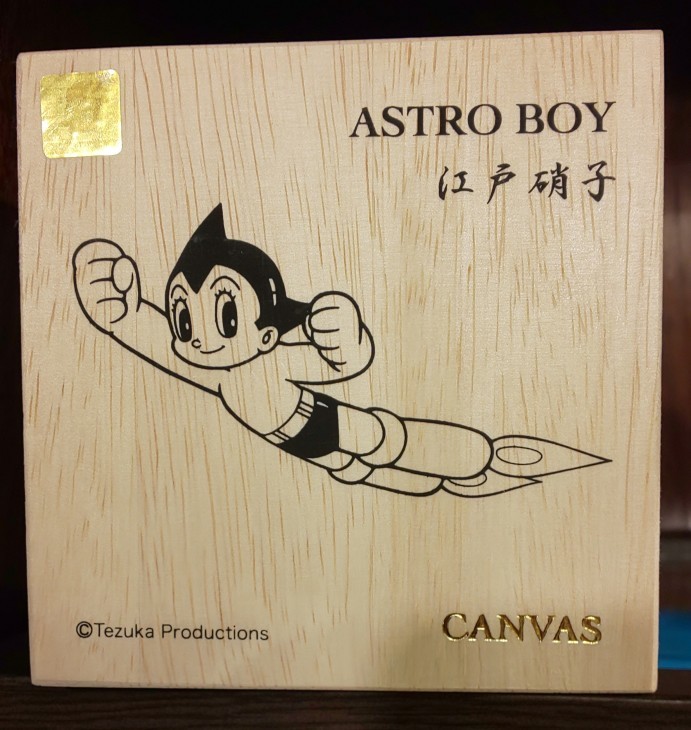 ASTRO BOY
江戸硝子
©Tezuka Productions
CANVAS